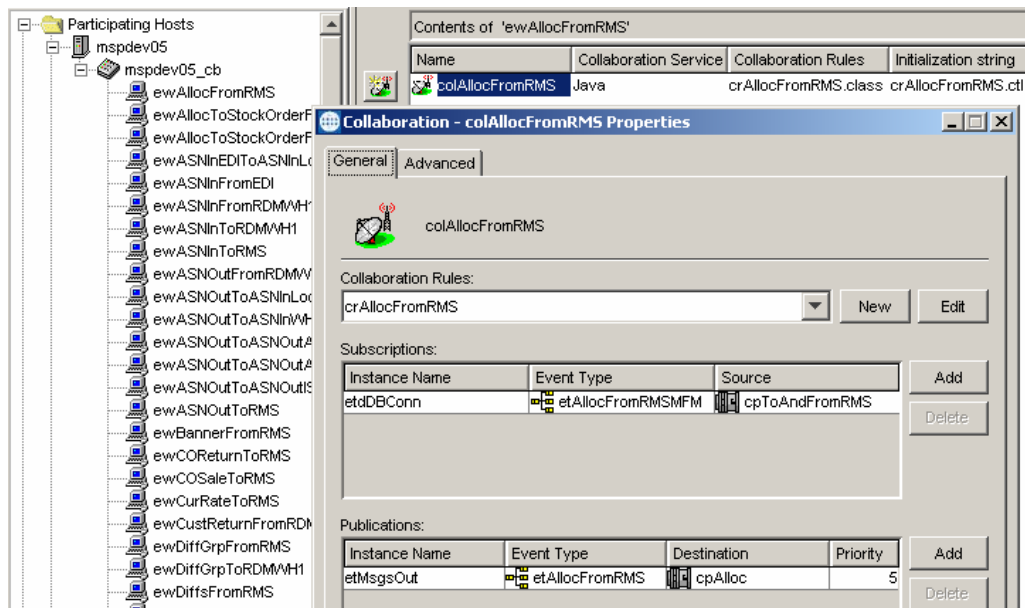 Participating Hosts
mspdev05
mspdev05_cb
ewAllocFromRMS
ewAllocToStockOrderF
ewAllocToStockOrderF
ewASNInEDIToASNInLo
ewASNInFromEDI
ewASNInFromRDMWH1
ewASNInToRDMWH1
ewASNInToRMS
ewASNOutFromRDMW
ewASNOutToASNInLoc
ewASNOutToASNInWH
ewASNOutToASNOutA
ewASNOutToASNOutA
ewASNOutToASNOutIS
ewASNOutToRMS
ewBannerFromRMS
ewCOReturnToRMS
ewCOSaleToRMS
ewCurRateToRMS
ewCustReturnFromRDM
ewDiffGrpFromRMS
ewDiffGrpToRDMWH1
ewDiffsFromRMS
Contents of 'ewAllocFromRMS'
Name Collaboration Service Collaboration Rules Initialization string
colAllocFromRMS Java crAllocFromRMS.class crAllocFromRMS.ctl
Collaboration - colAllocFromRMS Properties
General Advanced
colAllocFromRMS
Collaboration Rules:
crAllocFromRMS New Edit
Subscriptions:
Instance Name Event Type Source Add
etdDBConn etAllocFromRMSMFM cpToAndFromRMS
Delete
Publications:
Instance Name Event Type Destination Priority Add
etMsgsOut etAllocFromRMS cpAlloc 5
Delete